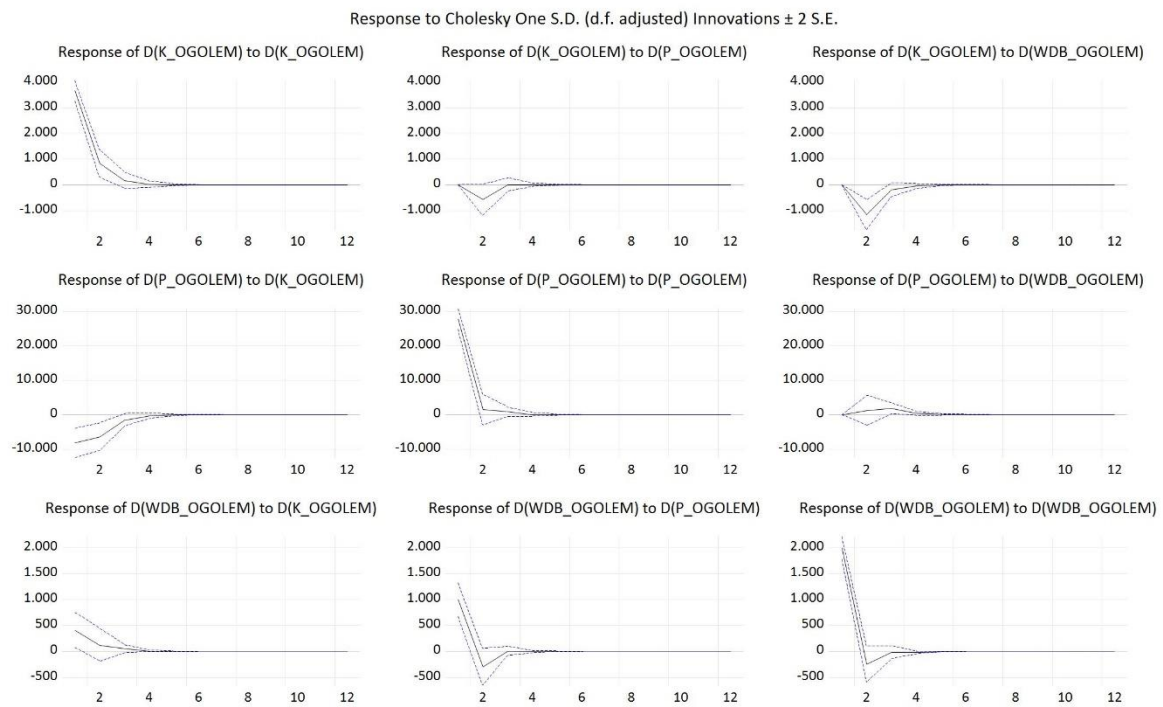 Response to Cholesky One S.D. (d.f. adjusted) Innovations ± 2 S.E.
Response of D(K_OGOLEM) to D(K_OGOLEM)
4.000
3.000
2.000
1.000
0
-1.000
2 4 6 8 10 12
Response of D(K_OGOLEM) to D(P_OGOLEM)
4.000
3.000
2.000
1.000
0
-1.000
2 4 6 8 10 12
Response of D(K_OGOLEM) to D(WDB_OGOLEM)
4.000
3.000
2.000
1.000
0
-1.000
2 4 6 8 10 12
Response of D(P_OGOLEM) to D(K_OGOLEM)
30.000
20.000
10.000
0
-10.000
2 4 6 8 10 12
Response of D(P_OGOLEM) to D(P_OGOLEM)
30.000
20.000
10.000
0
-10.000
2 4 6 8 10 12
Response of D(P_OGOLEM) to D(WDB_OGOLEM)
30.000
20.000
10.000
0
-10.000
2 4 6 8 10 12
Response of D(WDB_OGOLEM) to D(K_OGOLEM)
2.000
1.500
1.000
500
0
-500
2 4 6 8 10 12
Response of D(WDB_OGOLEM) to D(P_OGOLEM)
2.000
1.500
1.000
500
0
-500
2 4 6 8 10 12
Response of D(WDB_OGOLEM) to D(WDB_OGOLEM)
2.000
1.500
1.000
500
0
-500
2 4 6 8 10 12